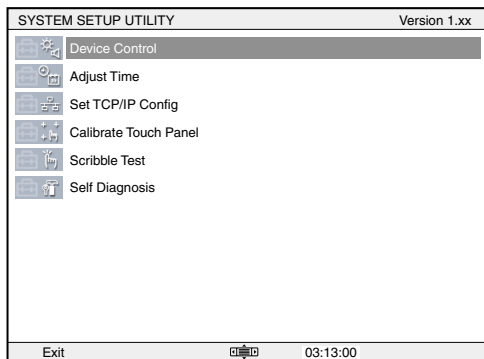 SYSTEM SETUP UTILITY Version 1.xx
Device Control
Adjust Time
Set TCP/IP Config
Calibrate Touch Panel
Scribble Test
Self Diagnosis
Exit 03:13:00